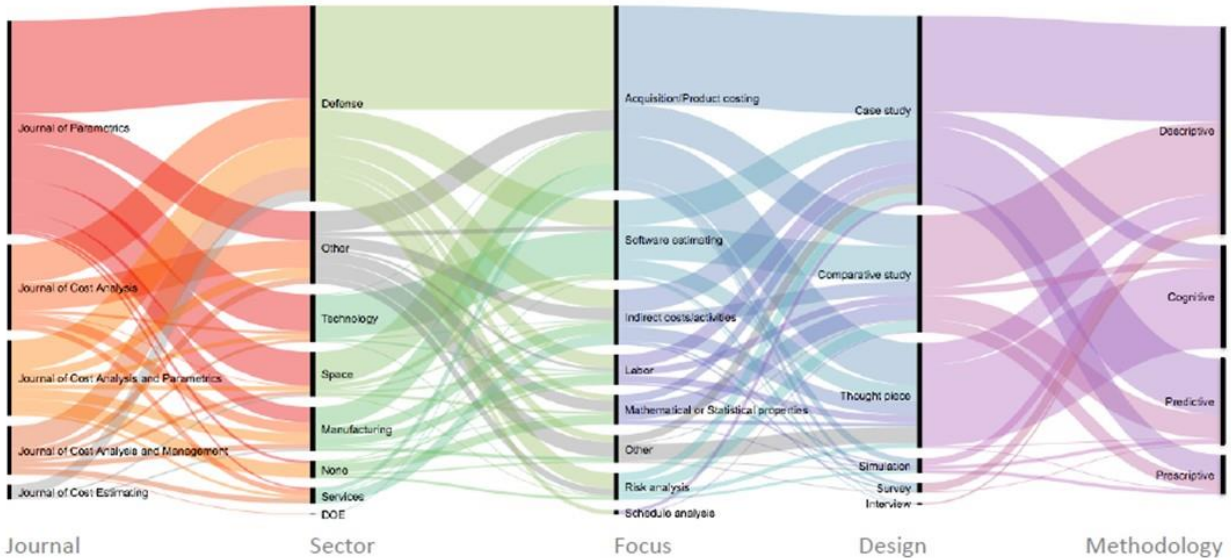 Journal of Parametrics
Journal of Cost Analysis
Journal of Cost Analysis and Parametrics
Journal of Cost Analysis and Management
Journal of Cost Estimating
Journal
Defense
Other
Technology
Space
Manufacturing
None
Services
DOE
Sector
Acquisition/Product costing
Software estimating
Indirect costs/activities
Labor
Mathematical or Statistical properties
Other
Risk analysis
Schedule analysis
Focus
Case study
Comparative study
Thought piece
Simulation
Survey
Interview
Design
Descriptive
Cognitive
Predictive
Prescriptive
Methodology